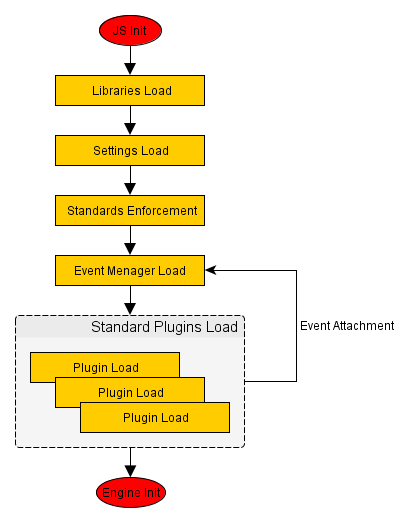 JS Init
Libraries Load
Settings Load
Standards Enforcement
Event Menager Load
Standard Plugins Load
Event Attachment
Plugin Load
Plugin Load
Plugin Load
Engine Init